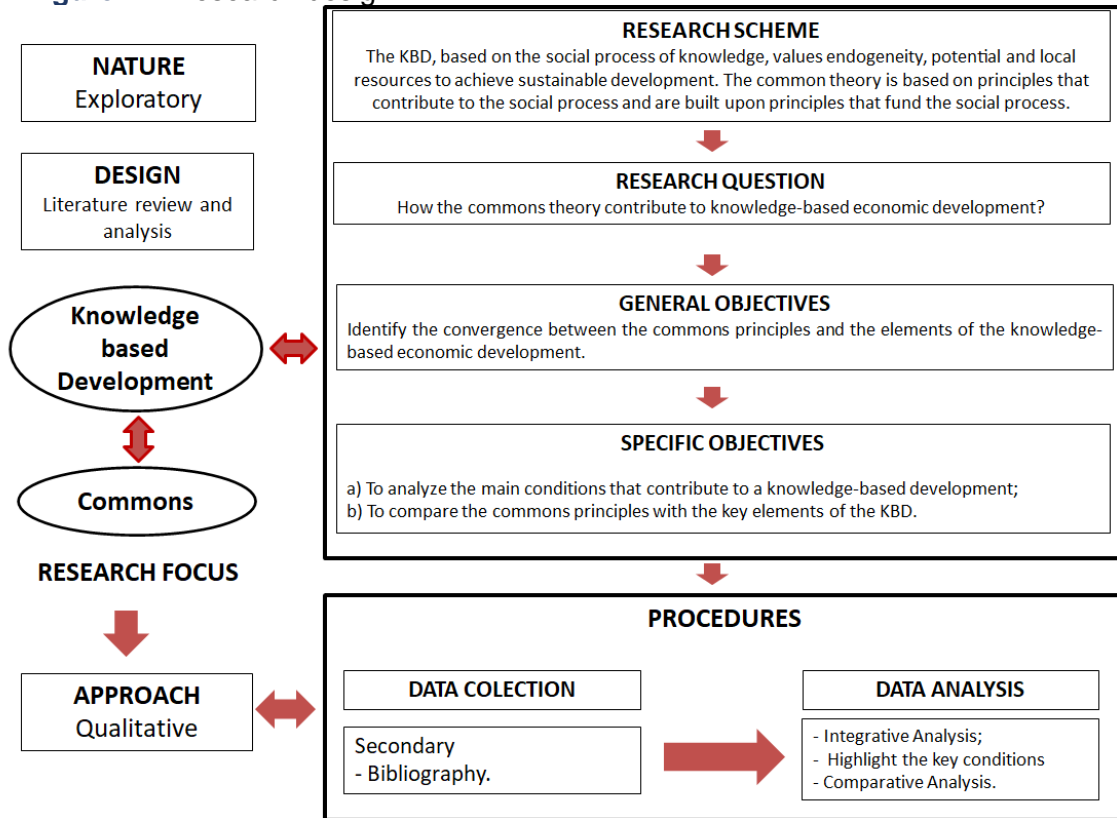 NATURE
Exploratory
DESIGN
Literature review and
analysis
Knowledge
based
Development
Commons
RESEARCH FOCUS
APPROACH
Qualitative
RESEARCH SCHEME
The KBD, based on the social process of knowledge, values endogeneity, potential and local
resources to achieve sustainable development. The common theory is based on principles that
contribute to the social process and are built upon principles that fund the social process.
RESEARCH QUESTION
How the commons theory contribute to knowledge-based economic development?
GENERAL OBJECTIVES
Identify the convergence between the commons principles and the elements of the knowledge-
based economic development.
SPECIFIC OBJECTIVES
a) To analyze the main conditions that contribute to a knowledge-based development;
b) To compare the commons principles with the key elements of the KBD.
PROCEDURES
DATA COLECTION
Secondary
- Bibliography.
DATA ANALYSIS
- Integrative Analysis;
- Highlight the key conditions
- Comparative Analysis.